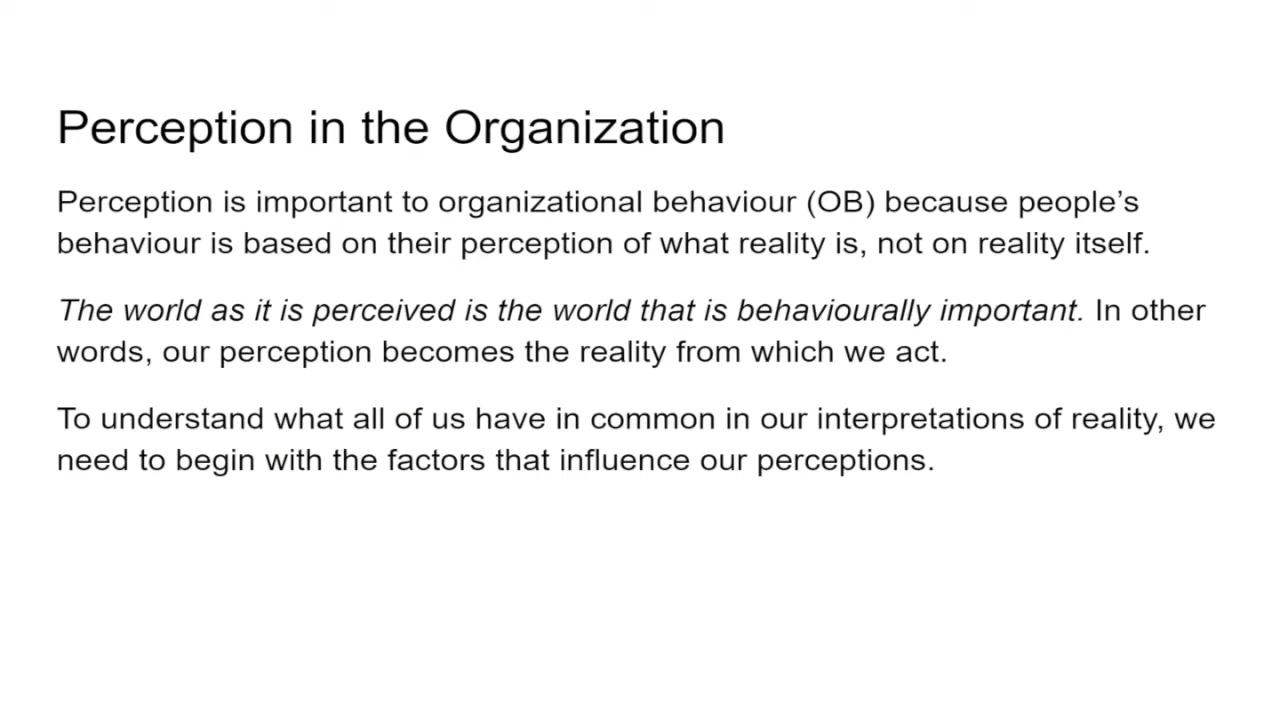 Perception in the Organization
Perception is important to organizational behaviour (OB) because people’s
behaviour is based on their perception of what reality is, not on reality itself.
The world as it is perceived is the world that is behaviourally important. In other
words, our perception becomes the reality from which we act.
To understand what all of us have in common in our interpretations of reality, we
need to begin with the factors that influence our perceptions.